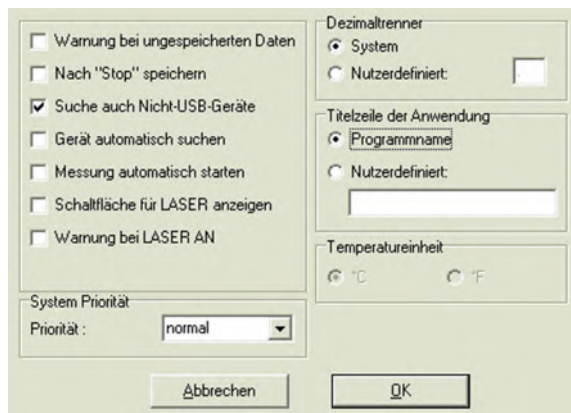 Warnung bei ungespeicherten Daten
Nach "Stop" speichern
Suche auch Nicht-USB-Geräte
Gerät automatisch suchen
Messung automatisch starten
Schaltfläche für LASER anzeigen
Warnung bei LASER AN
System Priorität
Priorität :
normal
Dezimaltrenner
System
Nutzerdefiniert:
Titelzeile der Anwendung
Programmname
Nutzerdefiniert:
Temperatureinheit
°C
°F
Abbrechen
OK